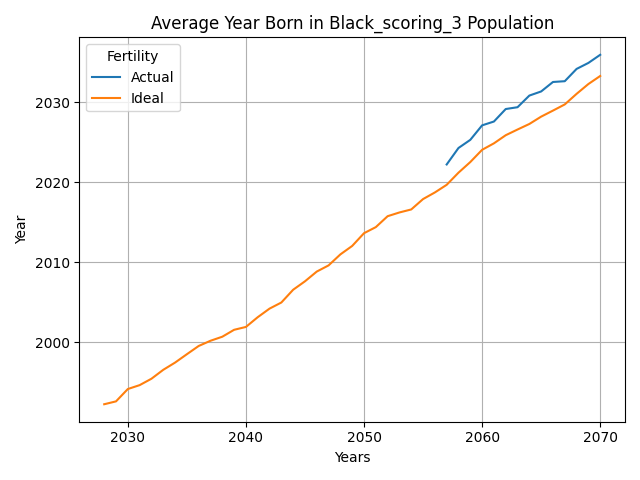 Average Year Born in Black_scoring_3 Population
Fertility
Actual
Ideal
Year
2030
2020
2010
2000
2030 2040 2050 2060 2070
Years